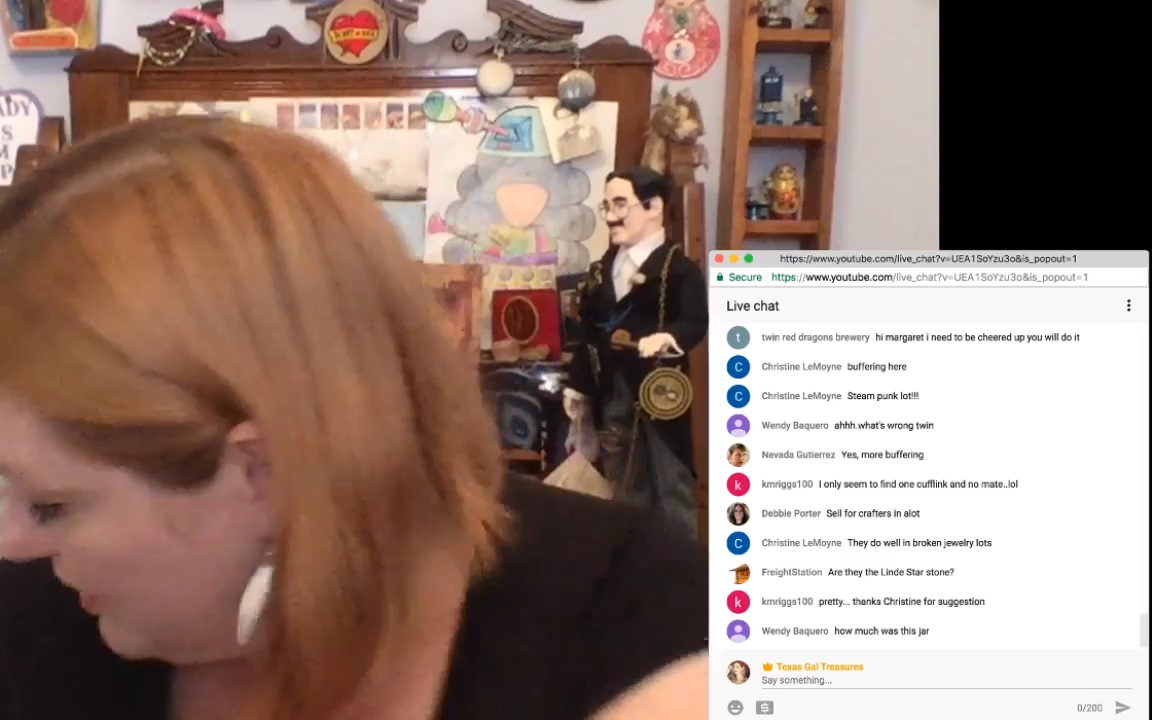 ADY
S
M
P
https://www.youtube.com/live_chat?v=UEA1SoYzu3o&is_popout=1
Secure https://www.youtube.com/live_chat?v=UEA1SoYzu3o&is_popout=1
Live chat
t twin red dragons brewery hi margaret i need to be cheered up you will do it
C Christine LeMoyne buffering here
C Christine LeMoyne Steam punk lot!!!
Wendy Baquero ahhh.what's wrong twin
Nevada Gutierrez Yes, more buffering
k kmriggs100 I only seem to find one cufflink and no mate..lol
Debbie Porter Sell for crafters in alot
C Christine LeMoyne They do well in broken jewelry lots
FreightStation Are they the Linde Star stone?
k kmriggs100 pretty... thanks Christine for suggestion
Wendy Baquero how much was this jar
Texas Gal Treasures
Say something...
0/200